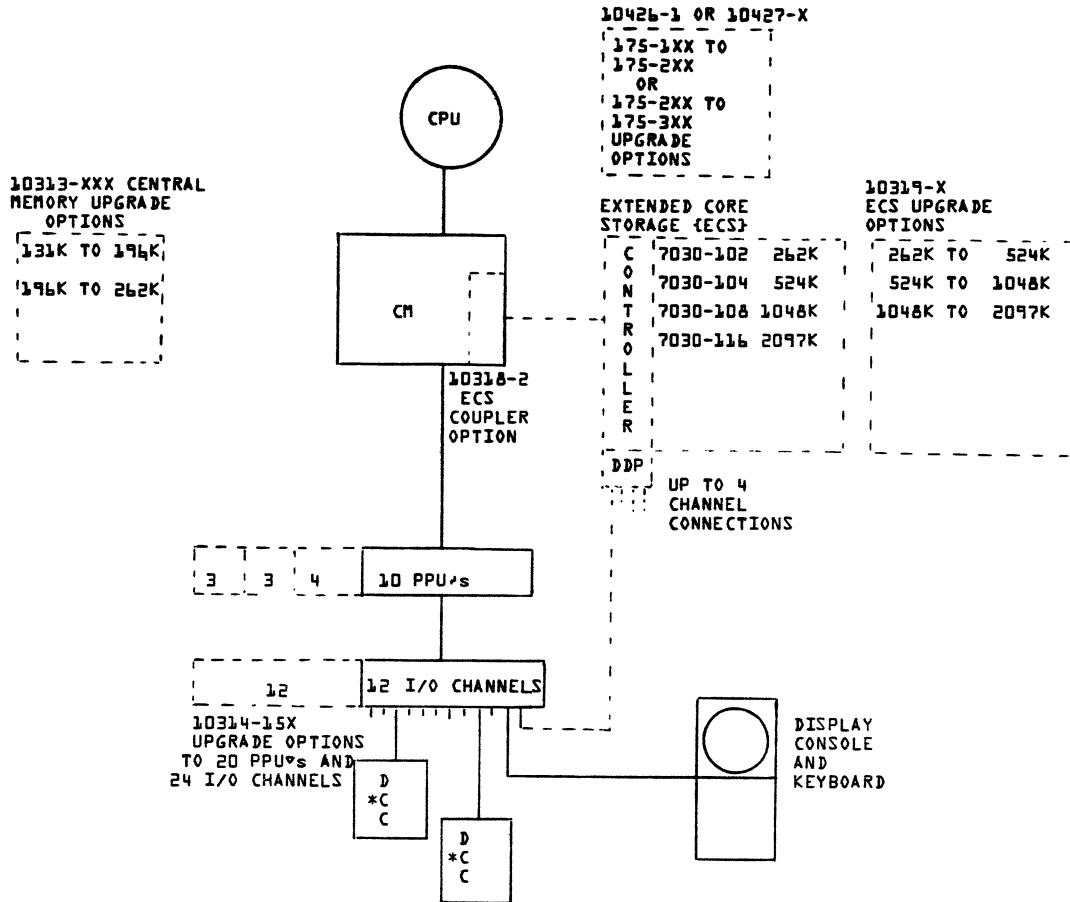 10426-1 OR 10427-X
175-1XX TO
175-2XX
OR
175-2XX TO
175-3XX
UPGRADE
OPTIONS
CPU
10313-XXX CENTRAL
MEMORY UPGRADE
OPTIONS
131K TO 196K
196K TO 262K
CM
10318-2
ECS
COUPLER
OPTION
EXTENDED CORE
STORAGE {ECS}
CONTROLLER
7030-102 262K
7030-104 524K
7030-108 1048K
7030-116 2097K
DDP
UP TO 4
CHANNEL
CONNECTIONS
10319-X
ECS UPGRADE
OPTIONS
262K TO 524K
524K TO 1048K
1048K TO 2097K
3 3 4 10 PPU's
12 12 I/O CHANNELS
10314-15X
UPGRADE OPTIONS
TO 20 PPU's AND
24 I/O CHANNELS
D
*C
C
D
*C
C
DISPLAY
CONSOLE
AND
KEYBOARD